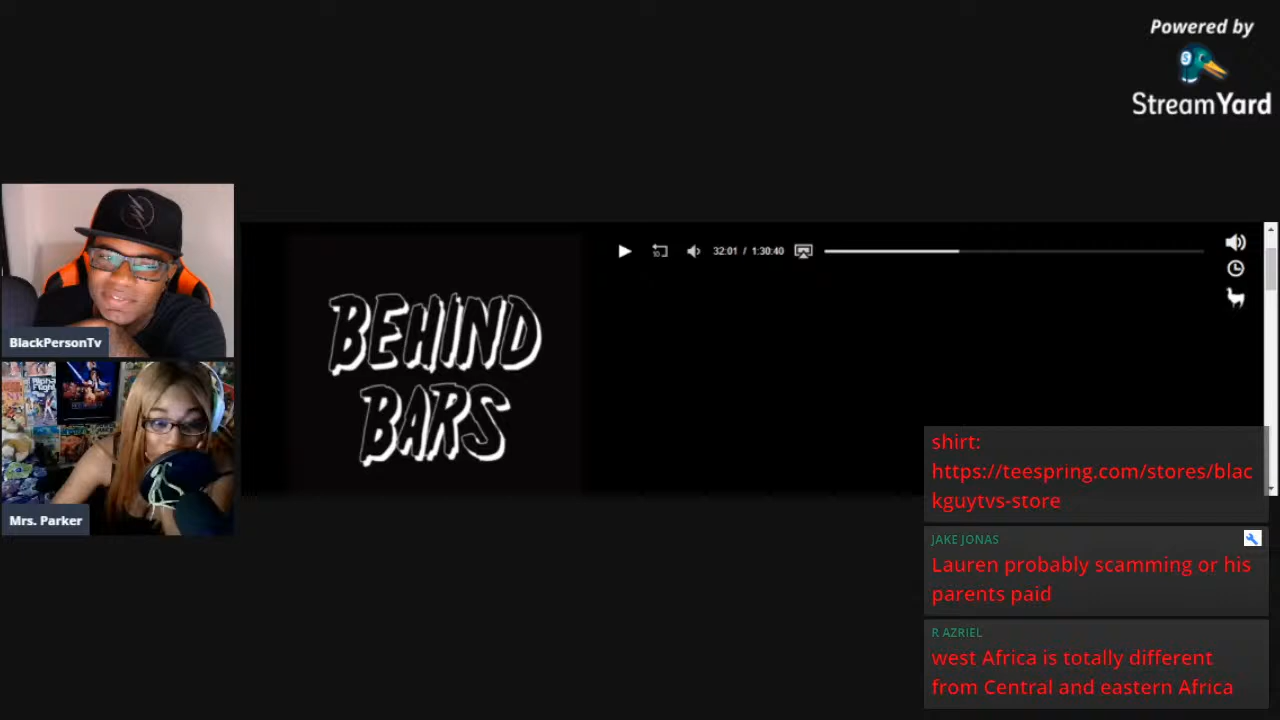 Powered by
StreamYard
BlackPersonTv
32:01 / 1:30:40
BEHIND
BARS
Mrs. Parker
shirt:
https://teespring.com/stores/blac
kguytvs-store
JAKE JONAS
Lauren probably scamming or his
parents paid
R AZRIEL
west Africa is totally different
from Central and eastern Africa